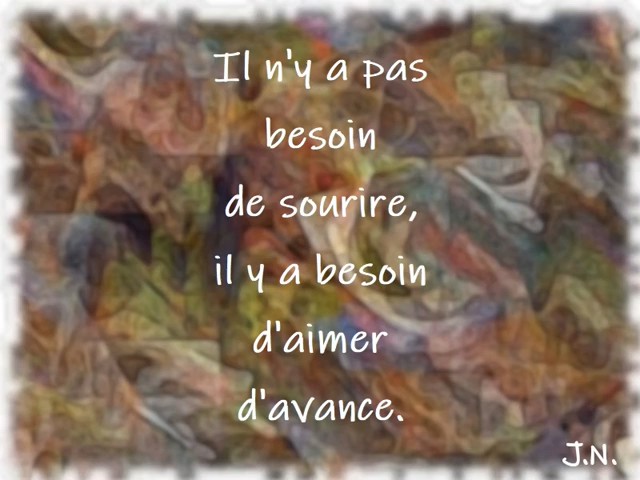 Il n'y a pas
besoin
de sourire,
il y a besoin
d'aimer
d'avance.
J.N.